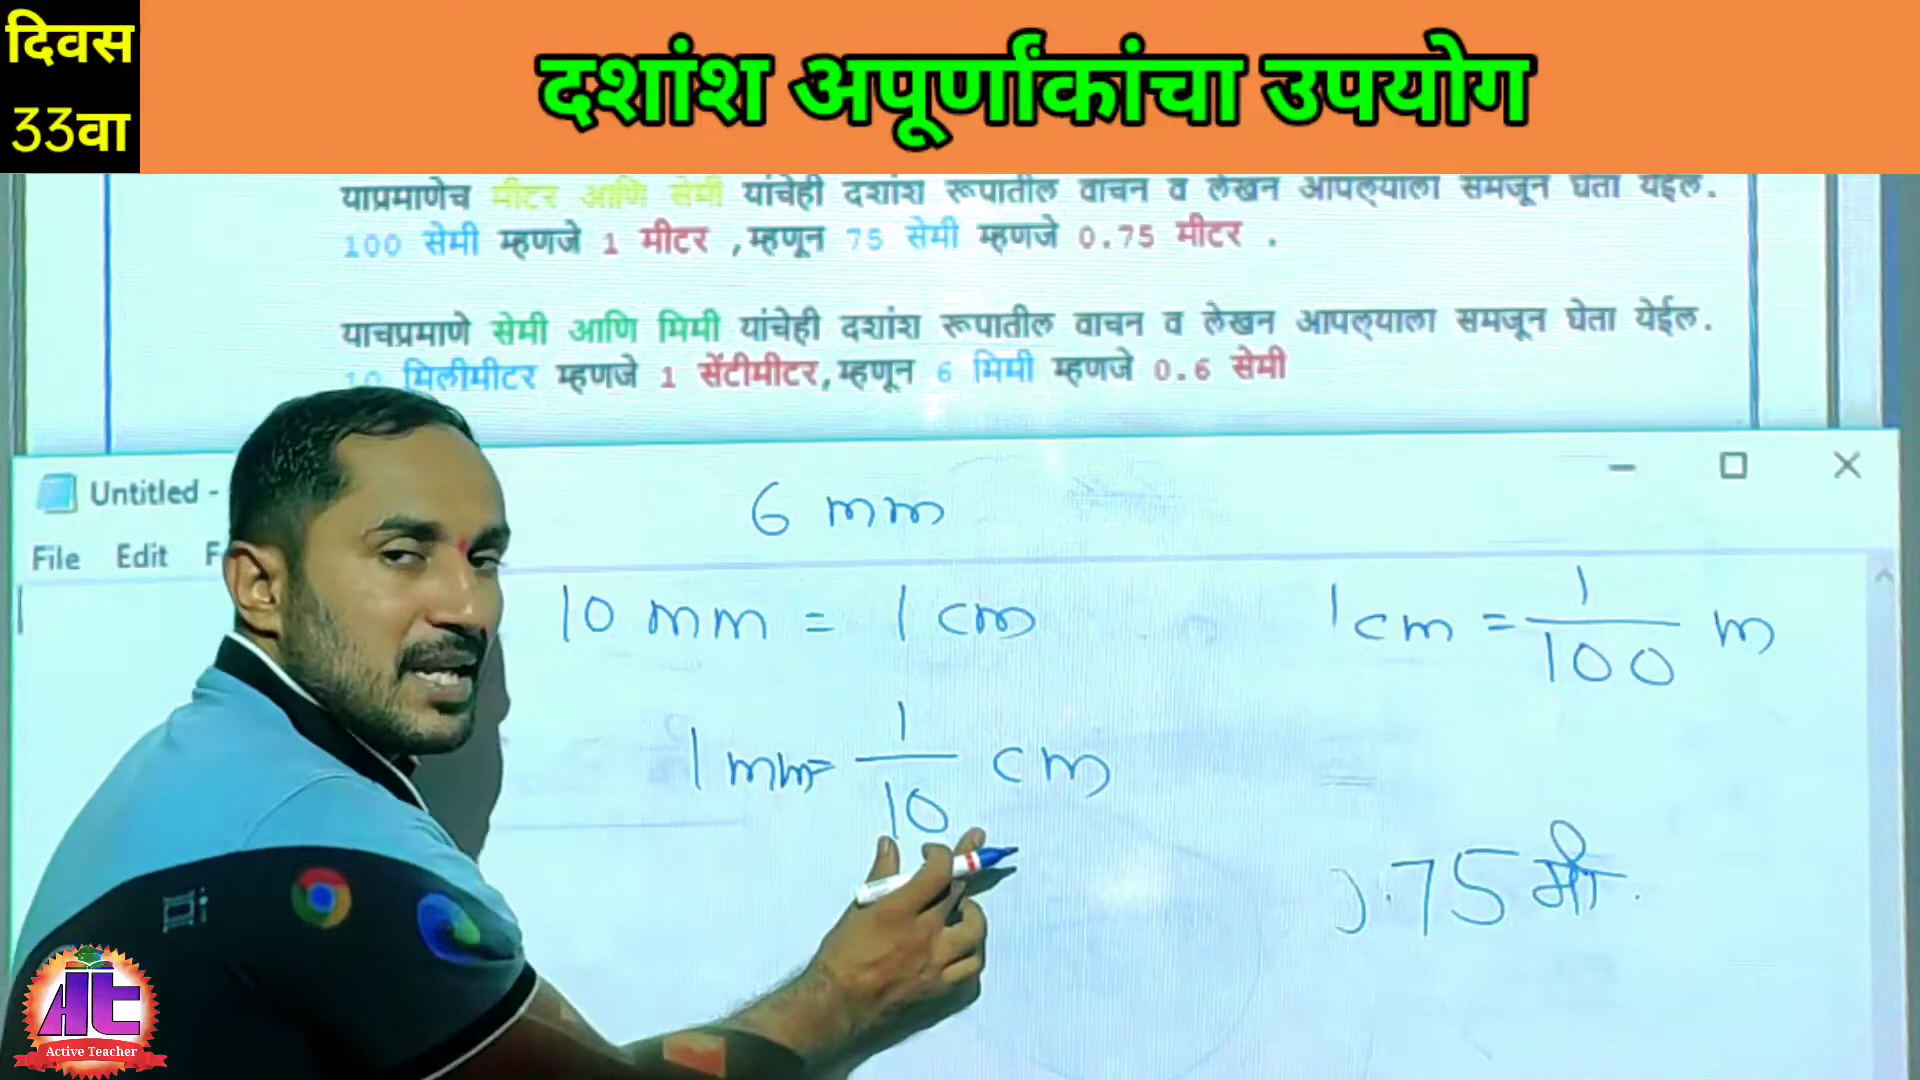 दिवस
33वा
दशांश अपूर्णांकांचा उपयोग
याप्रमाणेच मीटर आणि सेमी यांचेही दशांश रूपातील वाचन व लेखन आपल्याला समजून घेता येईल.
100 सेमी म्हणजे 1 मीटर ,म्हणून 75 सेमी म्हणजे 0.75 मीटर .
याचप्रमाणे सेमी आणि मिमी यांचेही दशांश रूपातील वाचन व लेखन आपल्याला समजून घेता येईल.
10 मिलीमीटर म्हणजे 1 सेंटीमीटर,म्हणून 6 मिमी म्हणजे 0.6 सेमी
Untitled -
File Edit
6 mm
10 mm = 1 cm
1 cm = 1/100 m
1 mm = 1/10 cm
0.75 मी.
At
Active Teacher